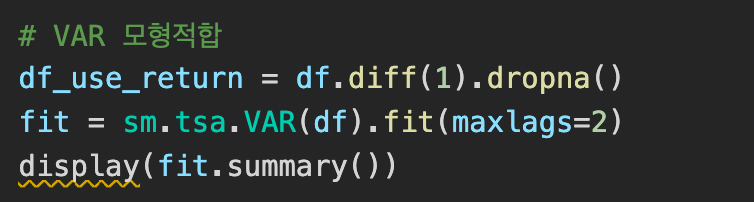 # VAR 모형적합
df_use_return = df.diff(1).dropna()
fit = sm.tsa.VAR(df).fit(maxlags=2)
display(fit.summary())